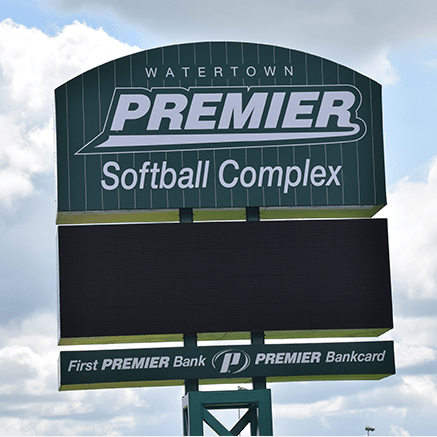 WATERTOWN
PREMIER
Softball Complex
First PREMIER Bank P PREMIER Bankcard